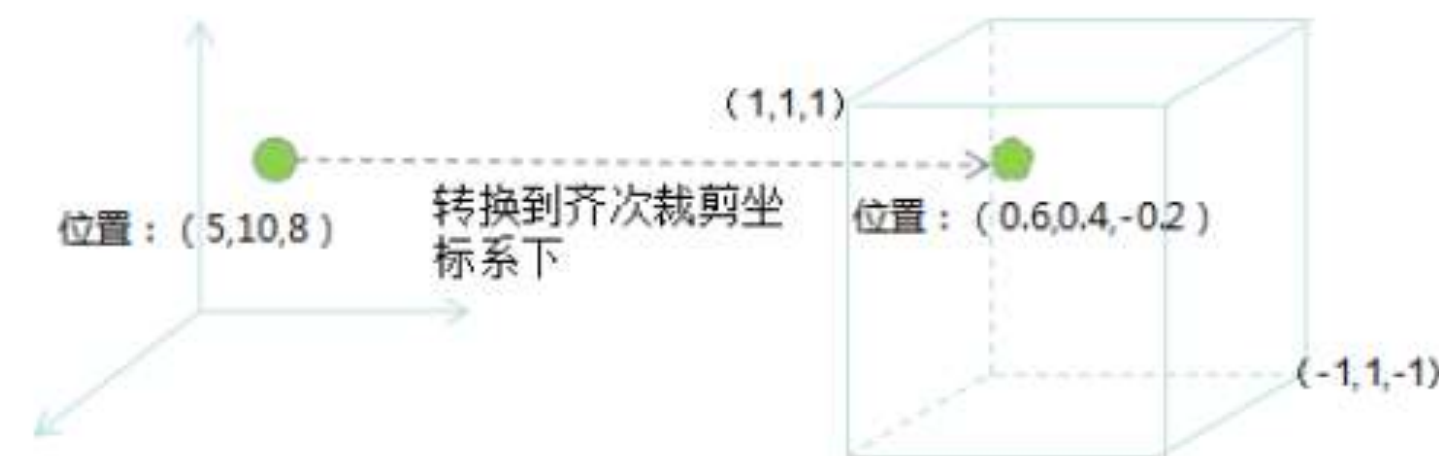 (1,1,1)
位置：(5,10,8)
转换到齐次裁剪坐
标系下
位置：(0.6,0.4,-0.2)
(-1,1,-1)